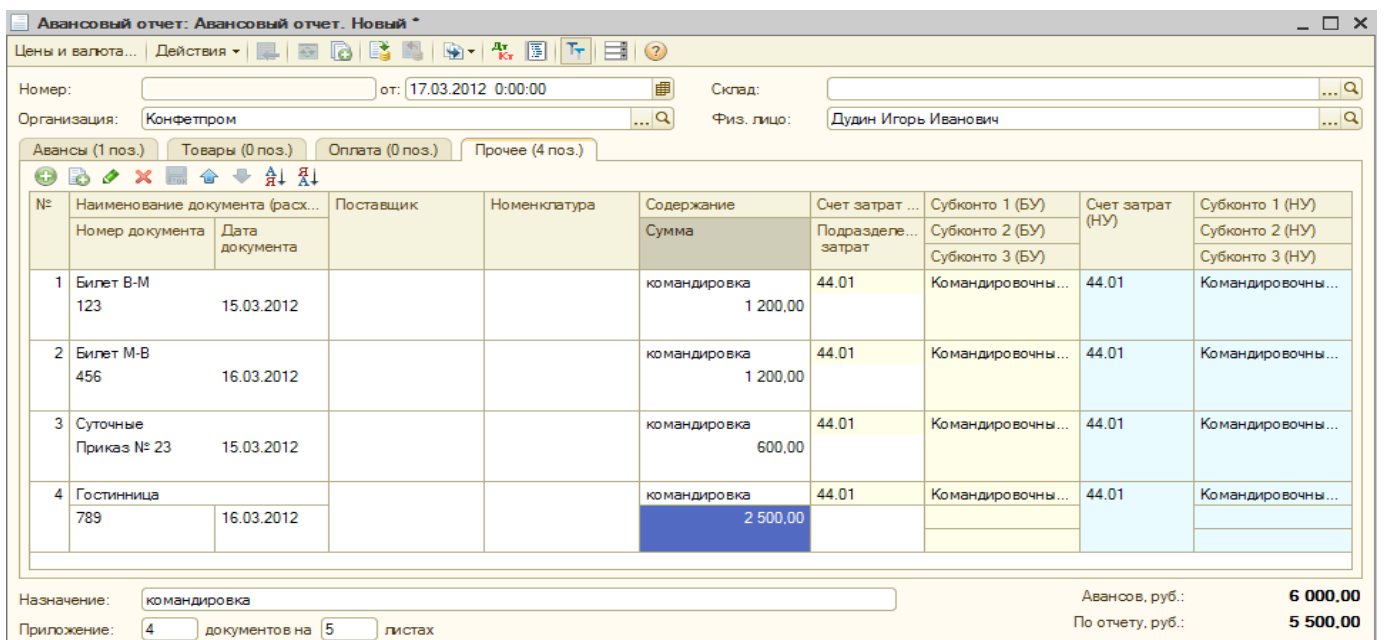 Авансовый отчет: Авансовый отчет. Новый *
Цены и валюта... Действия
Номер: от: 17.03.2012 0:00:00 Склад:
Организация: Конфетпром Физ. лицо: Дудин Игорь Иванович
Авансы (1 поз.) Товары (0 поз.) Оплата (0 поз.) Прочее (4 поз.)
№ Наименование документа (расх... Поставщик Номенклатура Содержание Счет затрат ... Субконто 1 (БУ) Счет затрат (НУ) Субконто 1 (НУ)
Номер документа Дата документа Сумма Подразделе... затрат Субконто 2 (БУ) Субконто 2 (НУ)
Субконто 3 (БУ) Субконто 3 (НУ)
1 Билет В-М командировка 44.01 Командировочны... 44.01 Командировочны...
123 15.03.2012 1 200,00
2 Билет М-В командировка 44.01 Командировочны... 44.01 Командировочны...
456 16.03.2012 1 200,00
3 Суточные командировка 44.01 Командировочны... 44.01 Командировочны...
Приказ № 23 15.03.2012 600,00
4 Гостинница командировка 44.01 Командировочны... 44.01 Командировочны...
789 16.03.2012 2 500,00
Назначение: командировка Авансов, руб.: 6 000,00
Приложение: 4 документов на 5 листах По отчету, руб.: 5 500,00